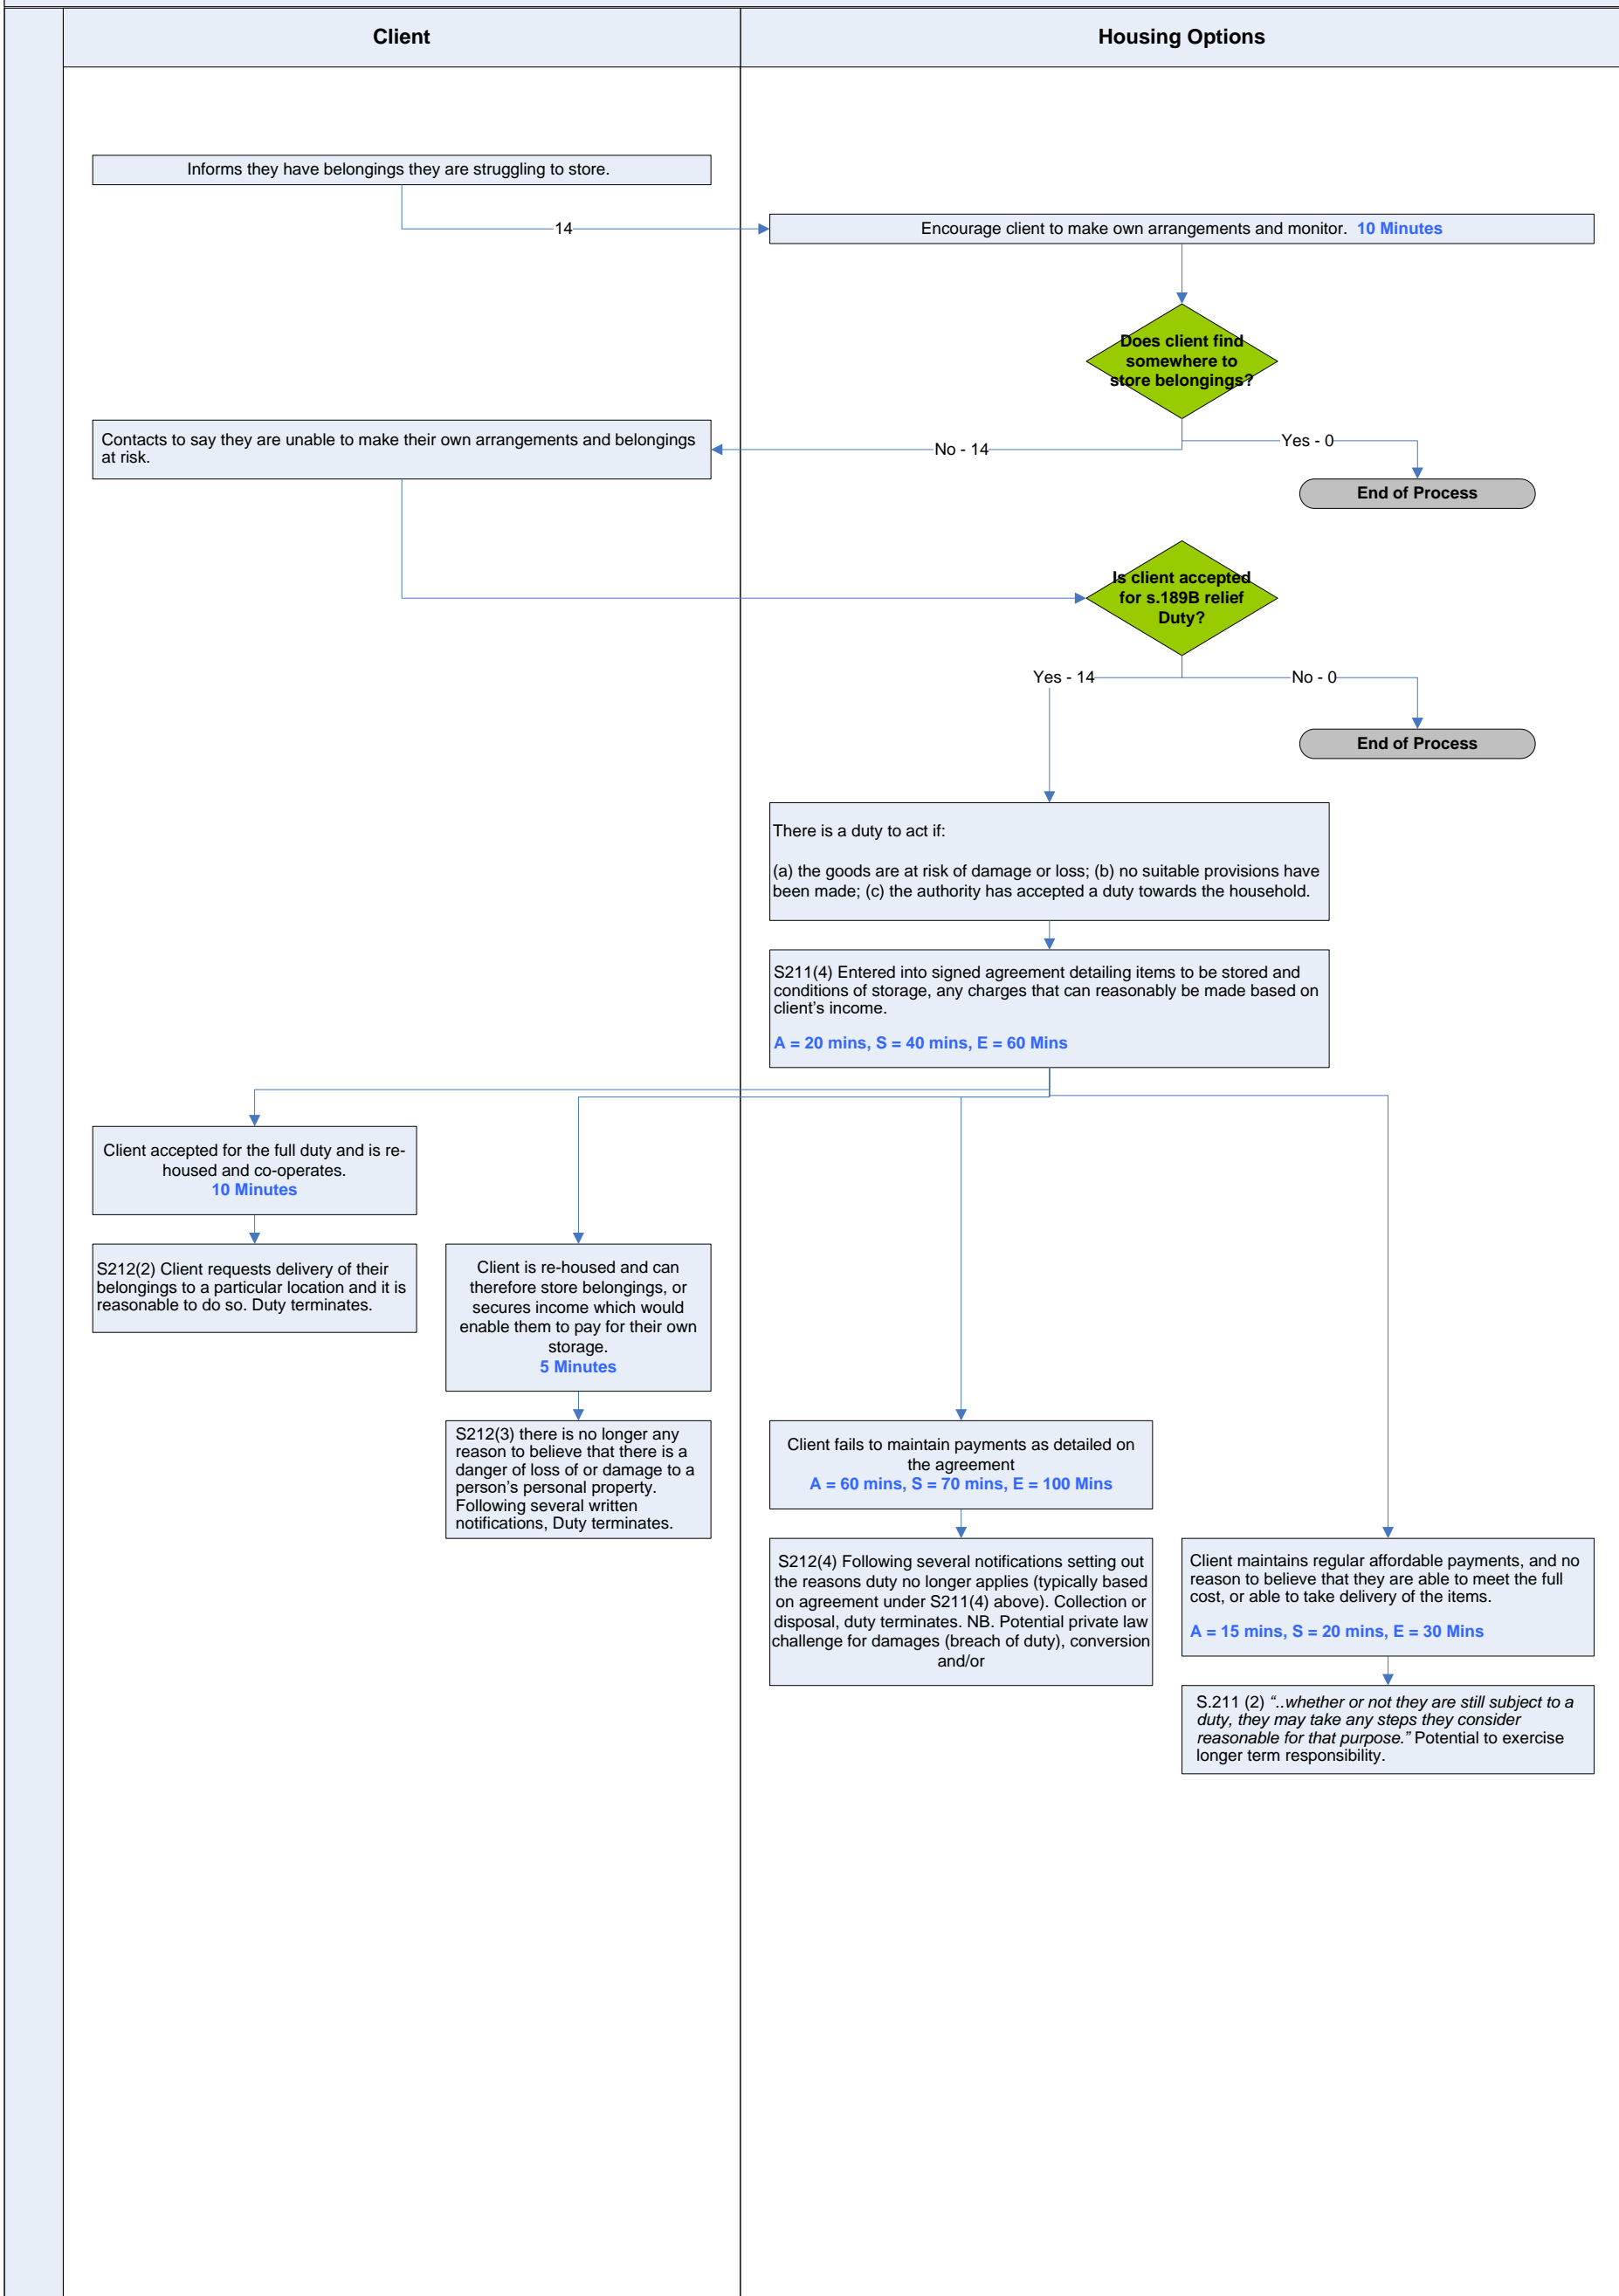 Client
Housing Options
Informs they have belongings they are struggling to store.
14
Encourage client to make own arrangements and monitor. 10 Minutes
Does client find
somewhere to
store belongings?
Contacts to say they are unable to make their own arrangements and belongings
at risk.
No - 14
Yes - 0
End of Process
Is client accepted
for s.189B relief
Duty?
Yes - 14
No - 0
End of Process
There is a duty to act if:
(a) the goods are at risk of damage or loss; (b) no suitable provisions have
been made; (c) the authority has accepted a duty towards the household.
S211(4) Entered into signed agreement detailing items to be stored and
conditions of storage, any charges that can reasonably be made based on
client's income.
A = 20 mins, S = 40 mins, E = 60 Mins
Client accepted for the full duty and is re-
housed and co-operates.
10 Minutes
S212(2) Client requests delivery of their
belongings to a particular location and it is
reasonable to do so. Duty terminates.
Client is re-housed and can
therefore store belongings, or
secures income which would
enable them to pay for their own
storage.
5 Minutes
S212(3) there is no longer any
reason to believe that there is a
danger of loss of or damage to a
person's personal property.
Following several written
notifications, Duty terminates.
Client fails to maintain payments as detailed on
the agreement
A = 60 mins, S = 70 mins, E = 100 Mins
S212(4) Following several notifications setting out
the reasons duty no longer applies (typically based
on agreement under S211(4) above). Collection or
disposal, duty terminates. NB. Potential private law
challenge for damages (breach of duty), conversion
and/or
Client maintains regular affordable payments, and no
reason to believe that they are able to meet the full
cost, or able to take delivery of the items.
A = 15 mins, S = 20 mins, E = 30 Mins
S.211 (2) “..whether or not they are still subject to a
duty, they may take any steps they consider
reasonable for that purpose.” Potential to exercise
longer term responsibility.